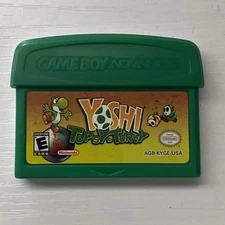 GAME BOY ADVANCE
YOSHI
TOPSY-TURVY
E
Nintendo
AGB-KYGE-USA